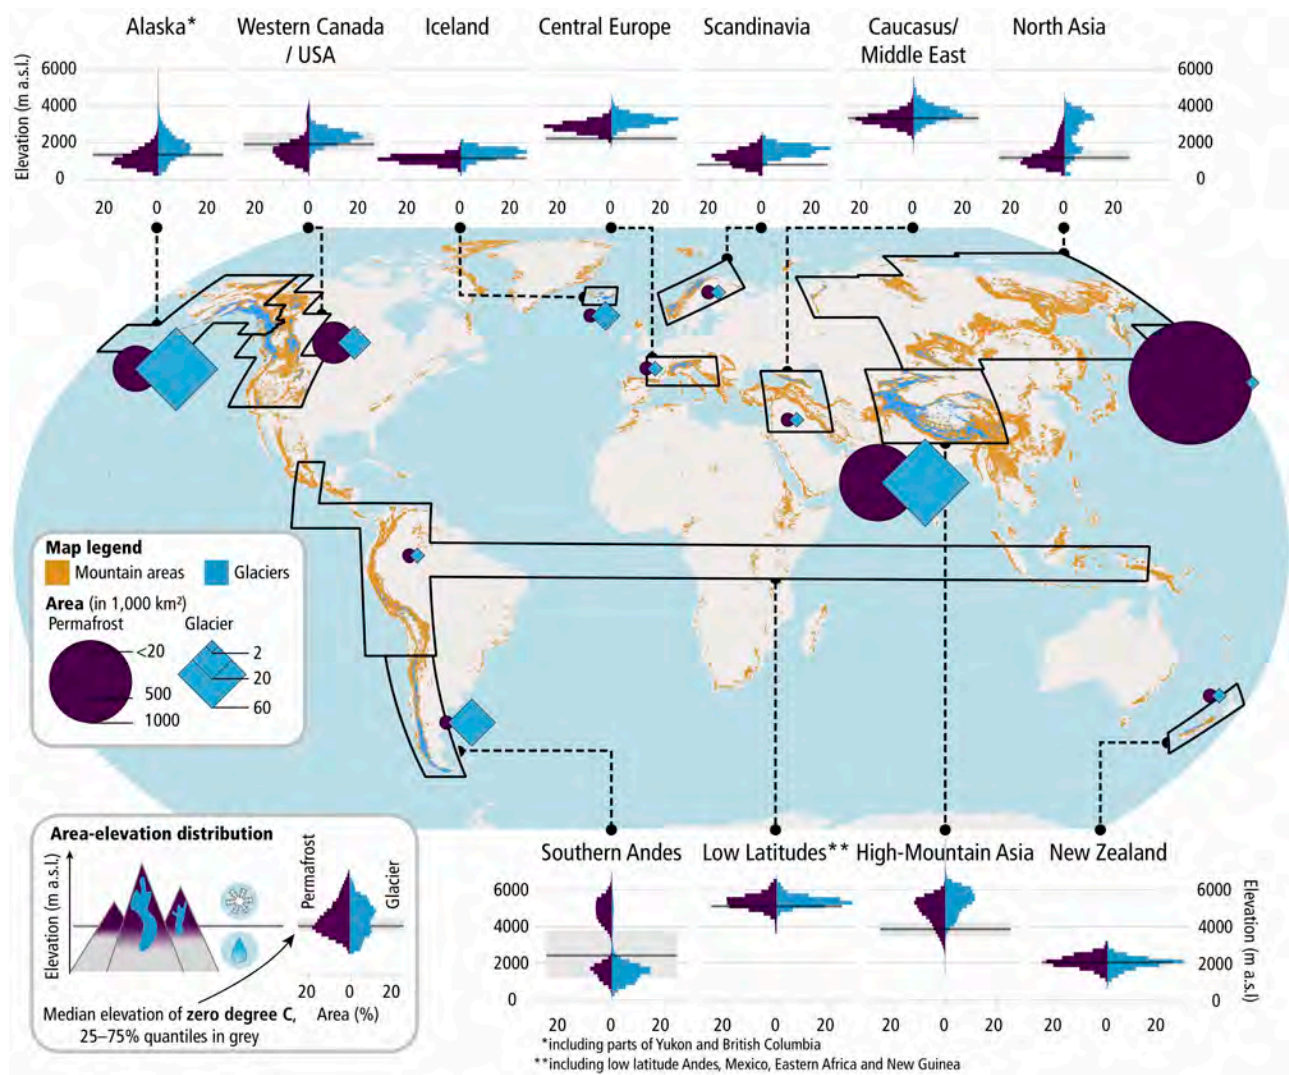 Alaska*
Western Canada
/ USA
Iceland
Central Europe
Scandinavia
Caucasus/
Middle East
North Asia
Elevation (m a.s.l.)
6000
4000
2000
0
6000
4000
2000
0
20 0 20
20 0 20
20 0 20
20 0 20
20 0 20
20 0 20
20 0 20
Map legend
Mountain areas
Glaciers
Area (in 1,000 km²)
Permafrost
Glacier
<20
500
1000
2
20
60
Area-elevation distribution
Elevation (m a.s.l.)
Permafrost
Glacier
20 0 20
Area (%)
Median elevation of zero degree C,
25–75% quantiles in grey
Southern Andes
Low Latitudes**
High-Mountain Asia
New Zealand
6000
4000
2000
0
6000
4000
2000
0
Elevation (m a.s.l)
20 0 20
20 0 20
20 0 20
20 0 20
*including parts of Yukon and British Columbia
**including low latitude Andes, Mexico, Eastern Africa and New Guinea